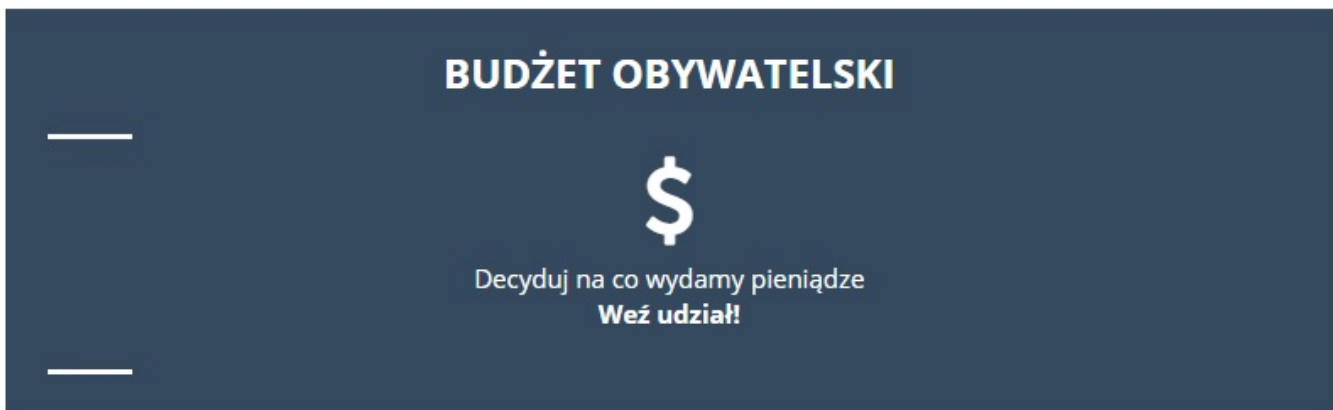 BUDŻET OBYWATELSKI
$
Decyduj na co wydamy pieniądze
Weź udział!